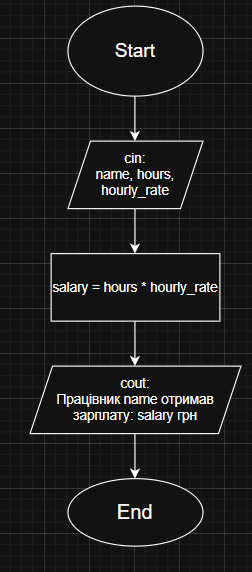 Start
cin:
name, hours,
hourly_rate
salary = hours * hourly_rate
cout:
Працівник name отримав
зарплату: salary грн
End